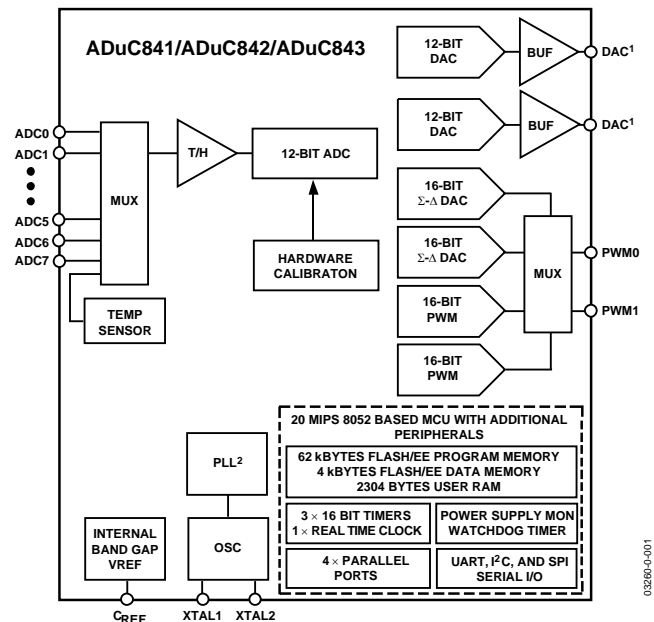 ADuC841/ADuC842/ADuC843
12-BIT
DAC
BUF
DAC¹
12-BIT
DAC
BUF
DAC¹
ADC0
ADC1
ADC5
ADC6
ADC7
MUX
T/H
12-BIT ADC
HARDWARE
CALIBRATON
TEMP
SENSOR
16-BIT
Σ-Δ DAC
16-BIT
Σ-Δ DAC
16-BIT
PWM
16-BIT
PWM
MUX
PWM0
PWM1
20 MIPS 8052 BASED MCU WITH ADDITIONAL
PERIPHERALS
62 kBYTES FLASH/EE PROGRAM MEMORY
4 kBYTES FLASH/EE DATA MEMORY
2304 BYTES USER RAM
3 × 16 BIT TIMERS
1 × REAL TIME CLOCK
POWER SUPPLY MON
WATCHDOG TIMER
4 × PARALLEL
PORTS
UART, I²C, AND SPI
SERIAL I/O
PLL²
OSC
INTERNAL
BAND GAP
VREF
CREF
XTAL1
XTAL2
03260-0-001